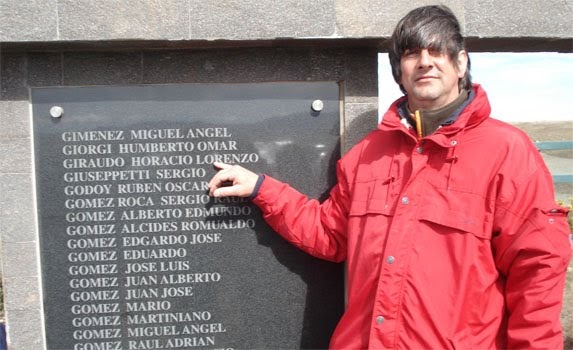 GIMENEZ MIGUEL ANGEL
GIORGI HUMBERTO OMAR
GIRAUDO HORACIO LORENZO
GIUSEPPETTI SERGIO
GODOY RUBEN OSCAR
GOMEZ ROCA SERGIO RAUL
GOMEZ ALBERTO EDMUNDO
GOMEZ ALCIDES ROMUALDO
GOMEZ EDGARDO JOSE
GOMEZ EDUARDO
GOMEZ JOSE LUIS
GOMEZ JUAN ALBERTO
GOMEZ JUAN JOSE
GOMEZ MARIO
GOMEZ MARTINIANO
GOMEZ MIGUEL ANGEL
GOMEZ RAUL ADRIAN